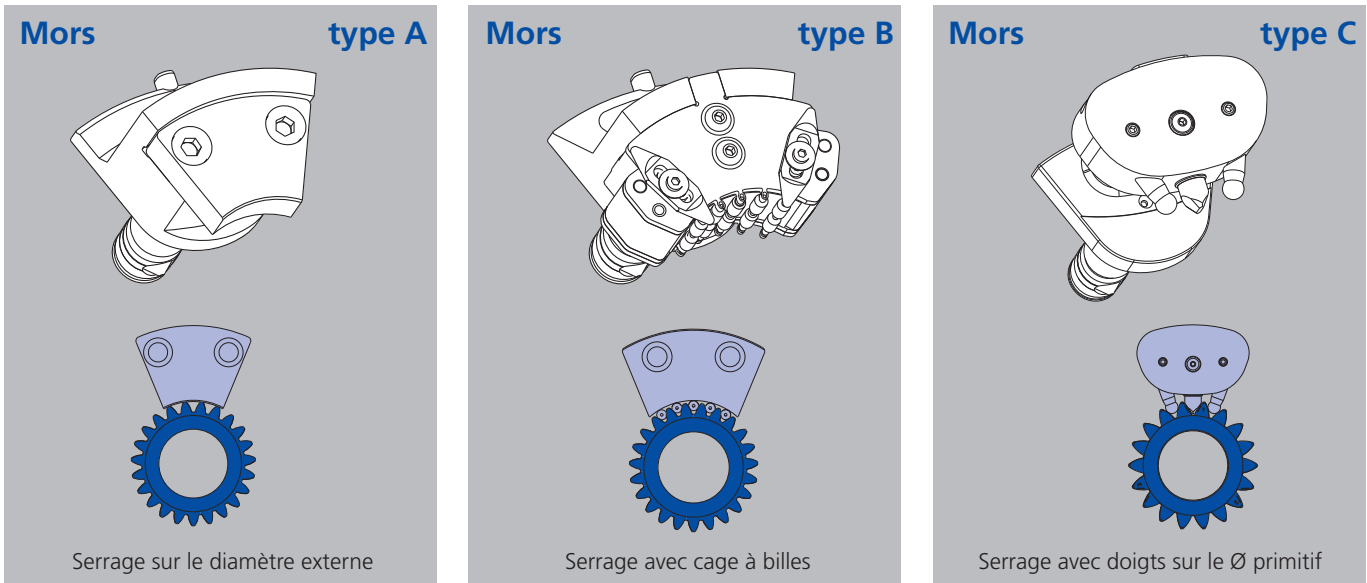 Mors type A
Serrage sur le diamètre externe
Mors type B
Serrage avec cage à billes
Mors type C
Serrage avec doigts sur le Ø primitif